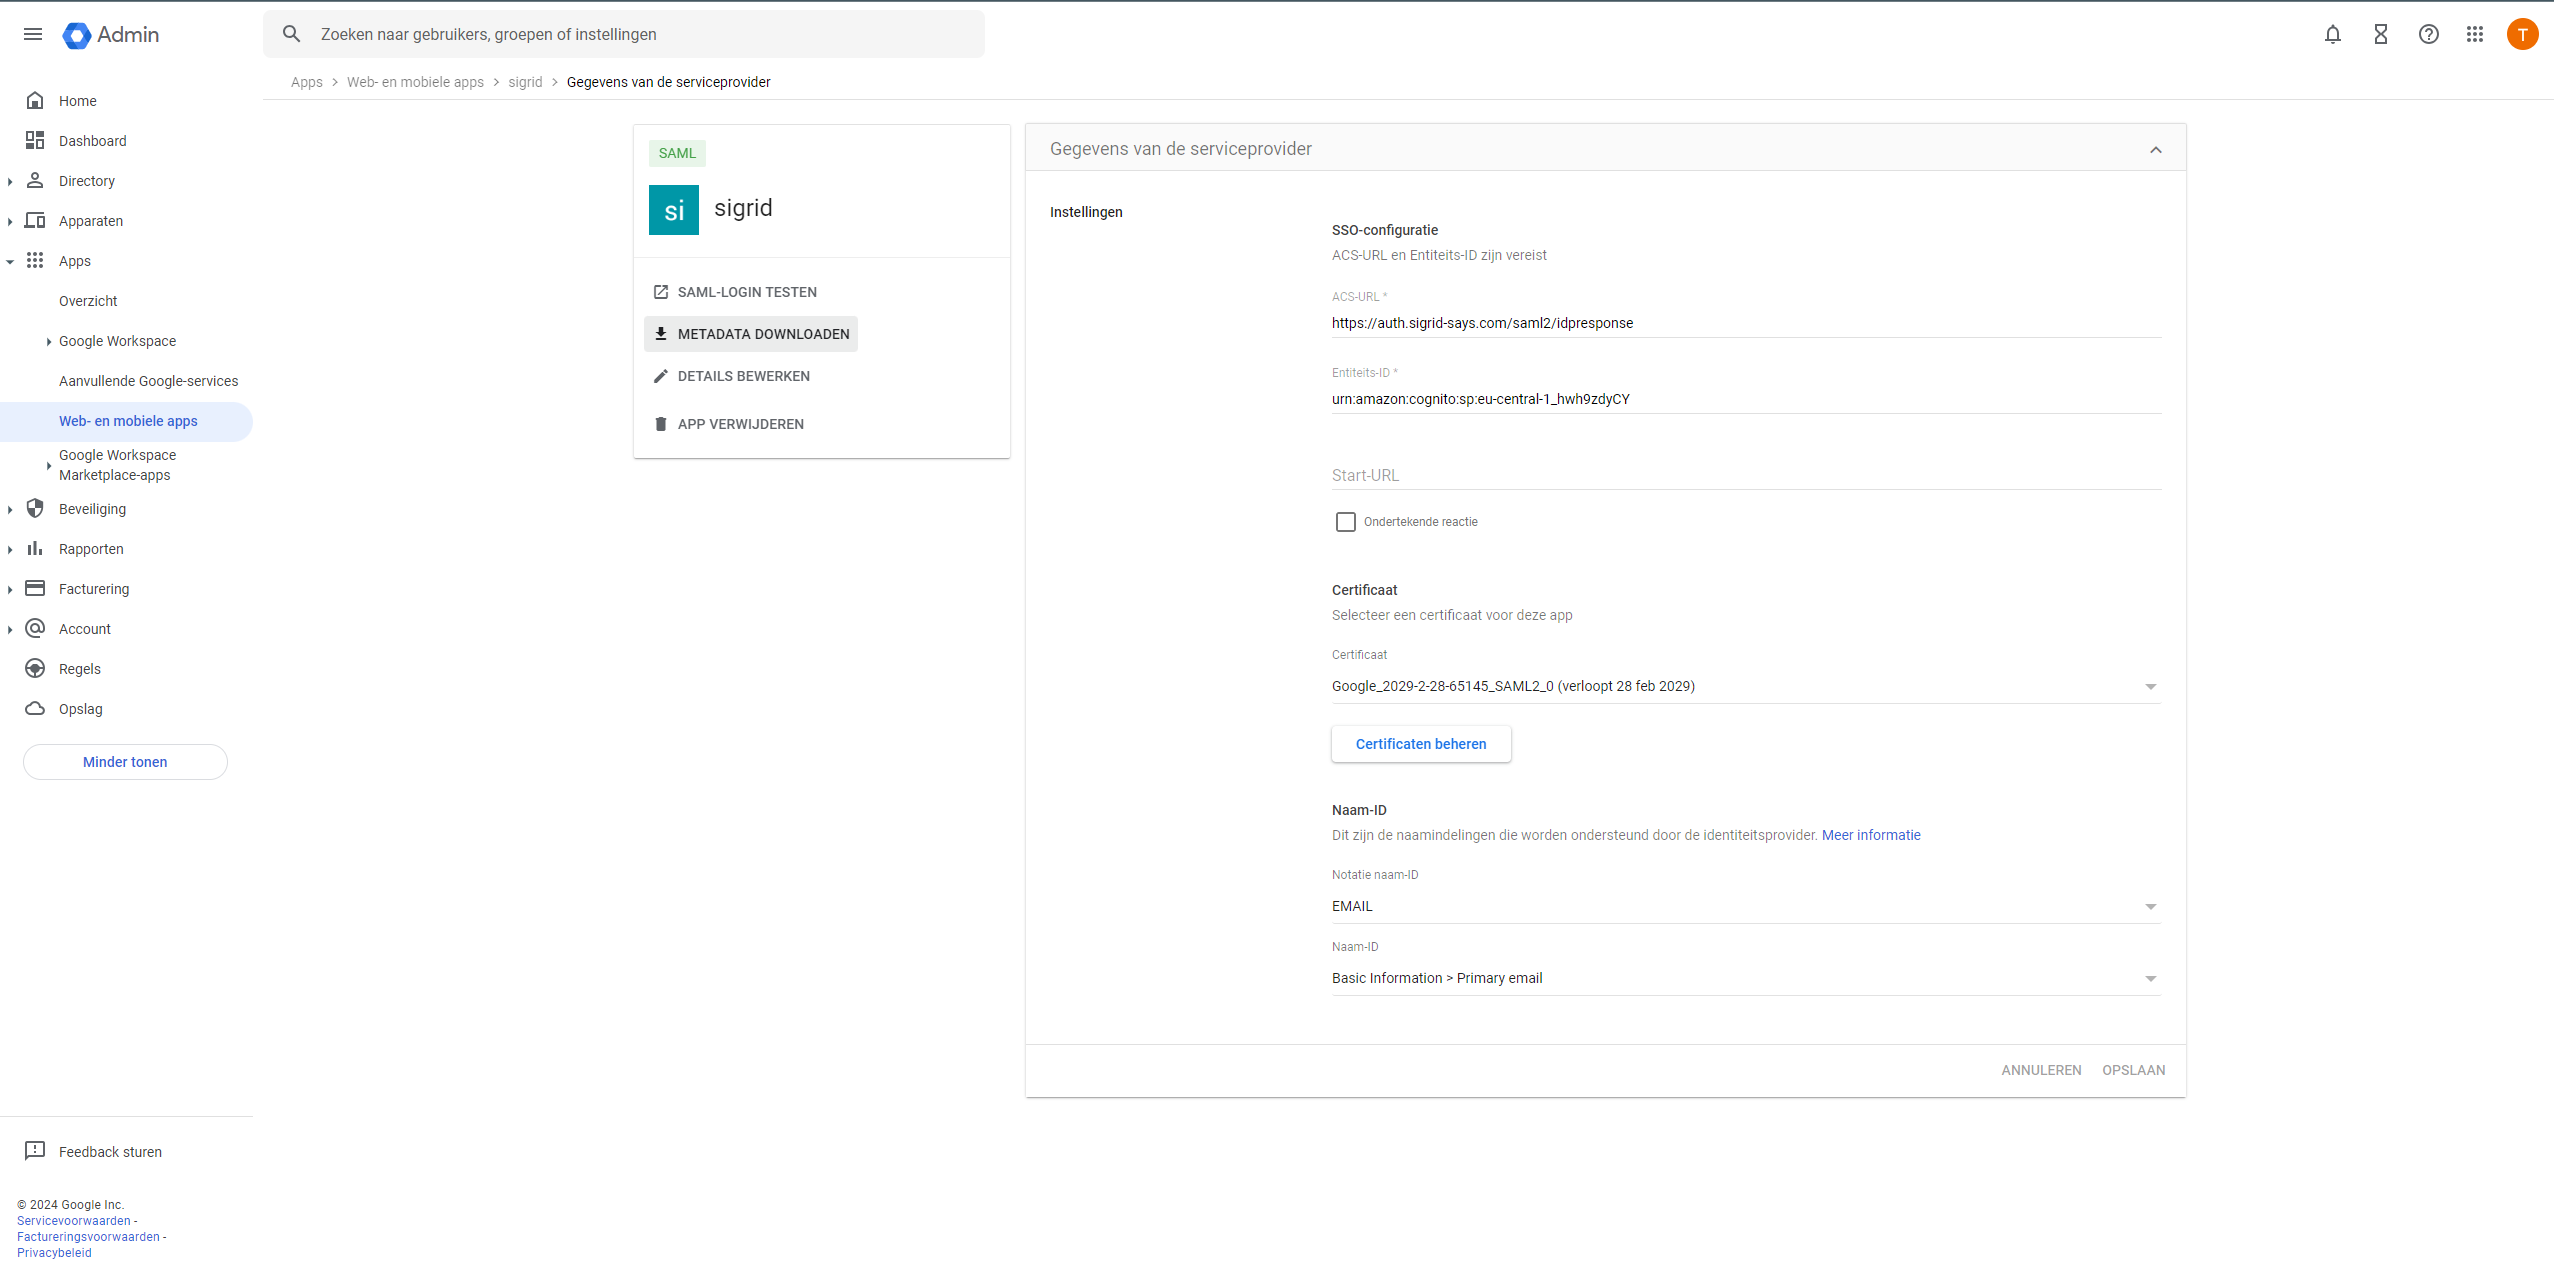 Admin
Zoeken naar gebruikers, groepen of instellingen
T
Apps > Web- en mobiele apps > sigrid > Gegevens van de serviceprovider
Home
Dashboard
Directory
Apparaten
Apps
Overzicht
Google Workspace
Aanvullende Google-services
Web- en mobiele apps
Google Workspace
Marketplace-apps
Beveiliging
Rapporten
Facturering
Account
Regels
Opslag
Minder tonen
Feedback sturen
© 2024 Google Inc.
Servicevoorwaarden -
Factureringsvoorwaarden -
Privacybeleid
SAML
si
sigrid
SAML-LOGIN TESTEN
METADATA DOWNLOADEN
DETAILS BEWERKEN
APP VERWIJDEREN
Gegevens van de serviceprovider
Instellingen
SSO-configuratie
ACS-URL en Entiteits-ID zijn vereist
ACS-URL *
https://auth.sigrid-says.com/saml2/idpresponse
Entiteits-ID *
urn:amazon:cognito:sp:eu-central-1_hwh9zdyCY
Start-URL
Ondertekende reactie
Certificaat
Selecteer een certificaat voor deze app
Certificaat
Google_2029-2-28-65145_SAML2_0 (verloopt 28 feb 2029)
Certificaten beheren
Naam-ID
Dit zijn de naamindelingen die worden ondersteund door de identiteitsprovider. Meer informatie
Notatie naam-ID
EMAIL
Naam-ID
Basic Information > Primary email
ANNULEREN OPSLAAN